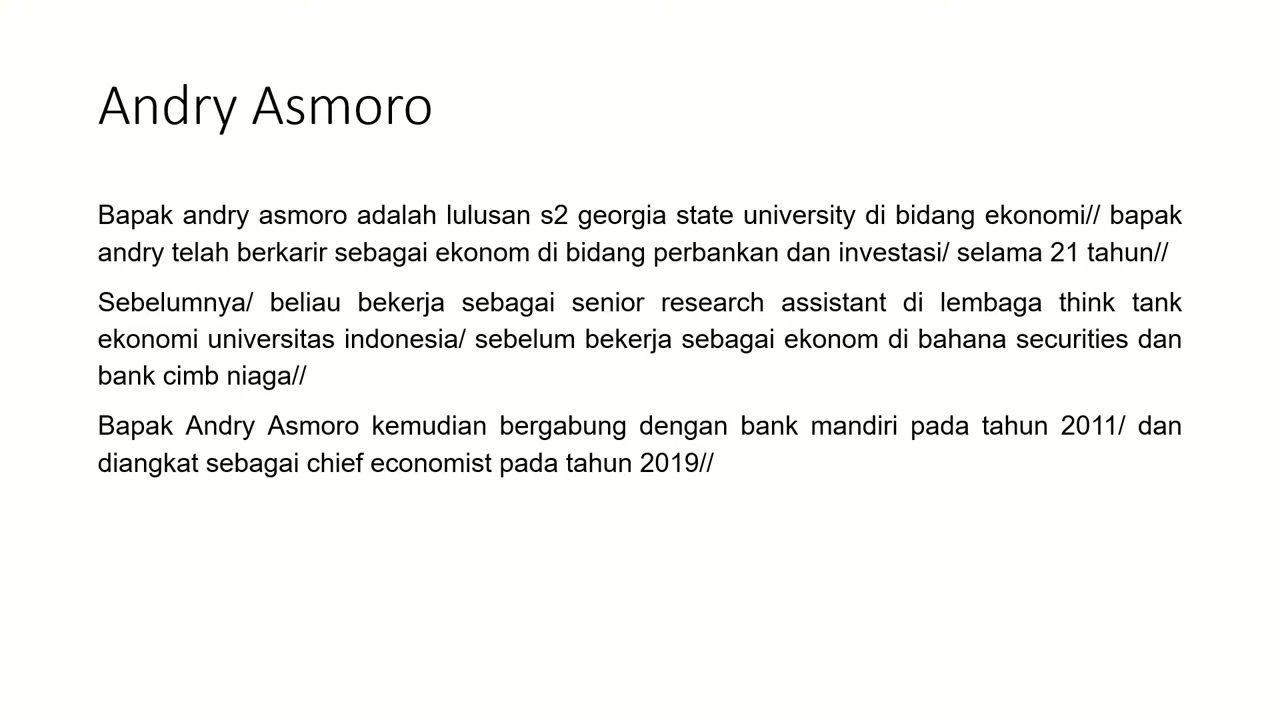 Andry Asmoro
Bapak andry asmoro adalah lulusan s2 georgia state university di bidang ekonomi// bapak
andry telah berkarir sebagai ekonom di bidang perbankan dan investasi/ selama 21 tahun//
Sebelumnya/ beliau bekerja sebagai senior research assistant di lembaga think tank
ekonomi universitas indonesia/ sebelum bekerja sebagai ekonom di bahana securities dan
bank cimb niaga//
Bapak Andry Asmoro kemudian bergabung dengan bank mandiri pada tahun 2011/ dan
diangkat sebagai chief economist pada tahun 2019//